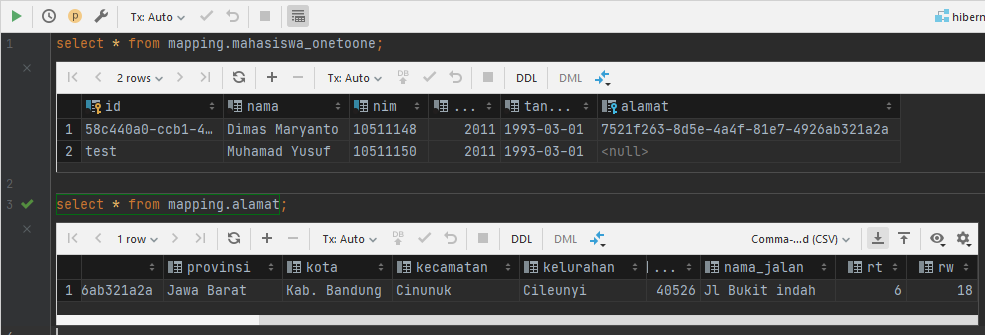 Tx: Auto
hibern
1 select * from mapping.mahasiswa_onetoone;
2 rows Tx: Auto DB DDL DML
id nama nim ... tan... alamat
1 58c440a0-ccb1-4... Dimas Maryanto 10511148 2011 1993-03-01 7521f263-8d5e-4a4f-81e7-4926ab321a2a
2 test Muhamad Yusuf 10511150 2011 1993-03-01 <null>
2
3 select * from mapping.alamat;
1 row Tx: Auto DB DDL DML Comma-...d (CSV)
provinsi kota kecamatan kelurahan ... nama_jalan rt rw
1 6ab321a2a Jawa Barat Kab. Bandung Cinunuk Cileunyi 40526 Jl Bukit indah 6 18